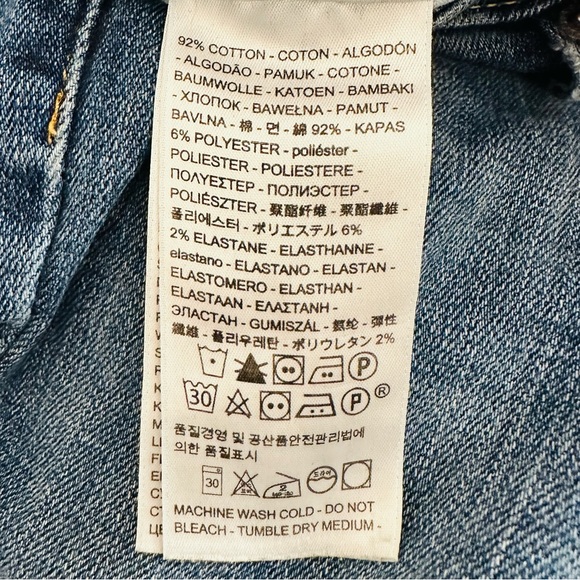 92% COTTON - COTON - ALGODÓN
- ALGODÃO - PAMUK - COTONE -
BAUMWOLLE - KATOEN - BAMBAKI
- ХЛОПОК - BAWEŁNA - PAMUT -
BAVLNA - 棉 - 면 - 綿 92% - KAPAS
6% POLYESTER - poliéster -
POLIESTER - POLIESTERE -
ΠΟΛΥΕΣΤΕΡ - ПОЛИЭСТЕР -
POLIÉSZTER - 聚酯纤维 - 聚酯纖維 -
폴리에스터 - ポリエステル 6%
2% ELASTANE - ELASTHANNE -
elastano - ELASTANO - ELASTAN -
ELASTOMERO - ELASTHAN -
ELASTAAN - ΕΛΑΣΤΑΝΗ -
ЭЛАСТАН - GUMISZÁL - 氨纶 - 彈性
纖維 - 폴리우레탄 - ポリウレタン 2%
P
30 P ®
품질경영 및 공산품안전관리법에
의한 품질표시
30 2 드라이
MACHINE WASH COLD - DO NOT
BLEACH - TUMBLE DRY MEDIUM -